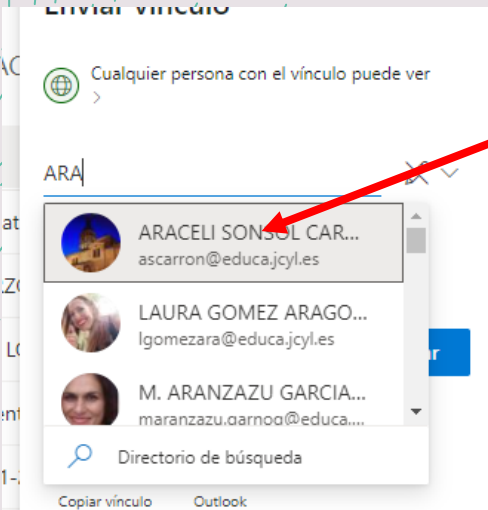 Enviar vínculo
Cualquier persona con el vínculo puede ver
>
ARA
ARACELI SONSOL CAR...
ascarron@educa.jcyl.es
LAURA GOMEZ ARAGO...
lgomezara@educa.jcyl.es
M. ARANZAZU GARCIA...
maranzazu.garnog@educa....
Directorio de búsqueda
Copiar vínculo Outlook